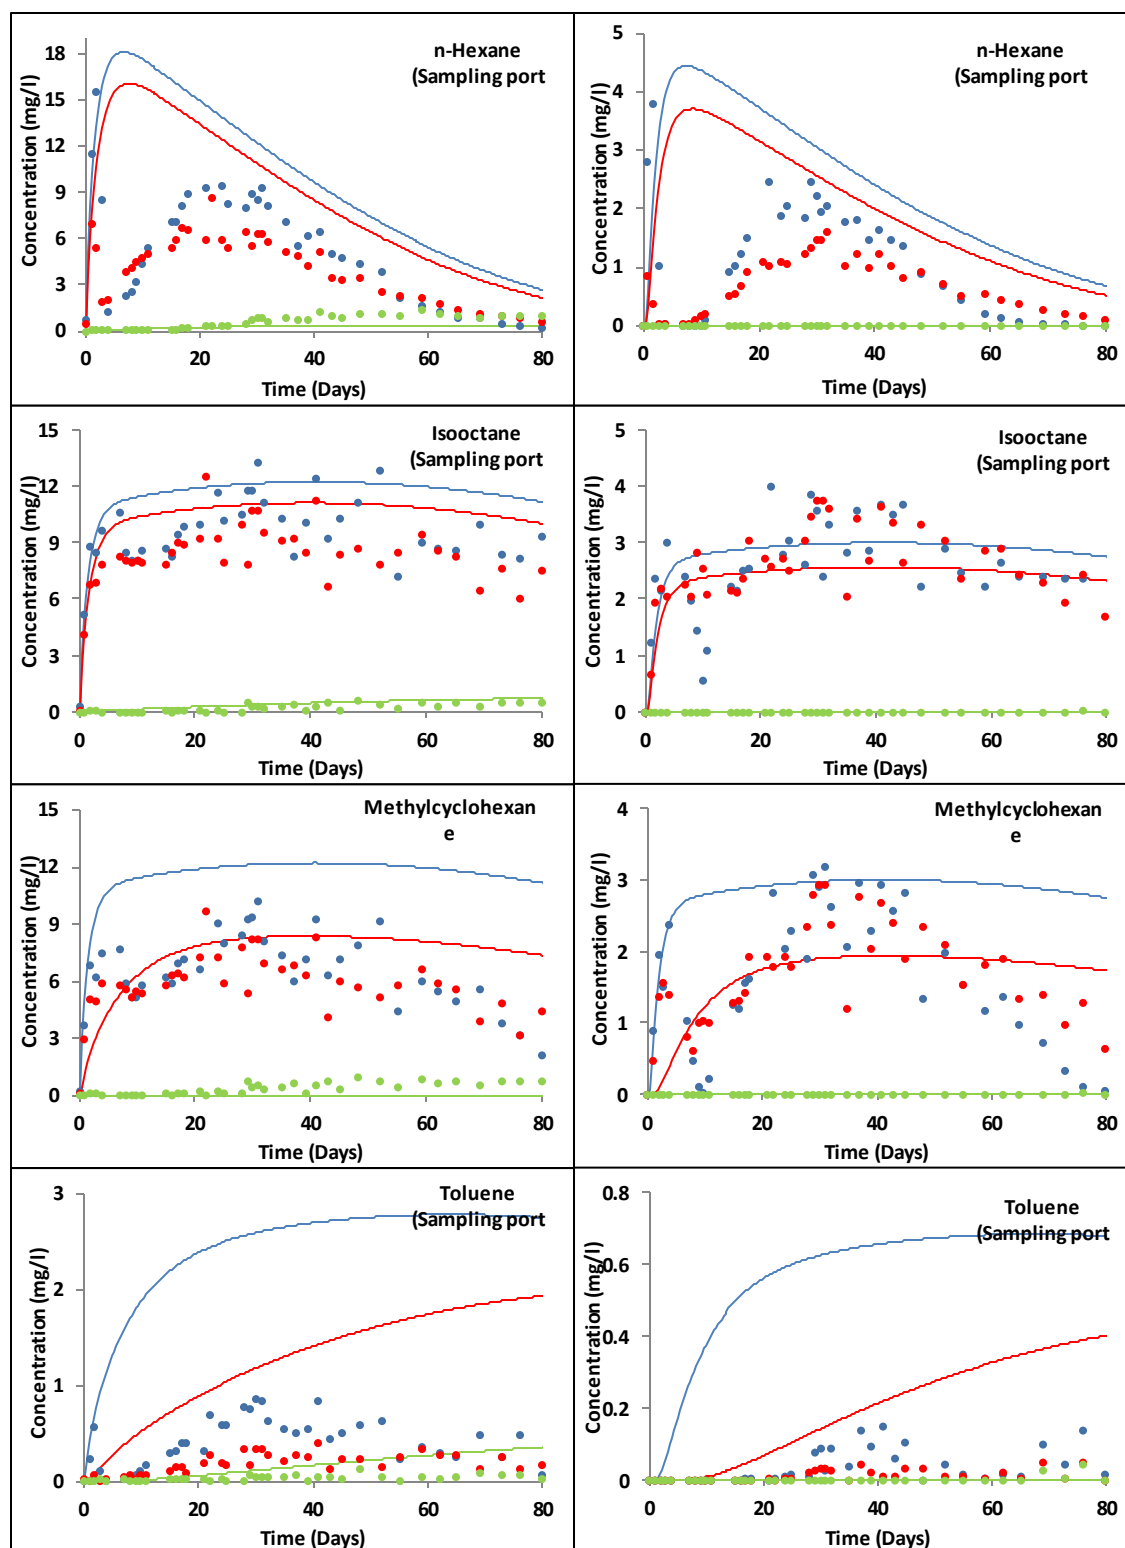 n-Hexane
(Sampling port
Concentration (mg/l)
18
15
12
9
6
3
0
0 20 40 60 80
Time (Days)
n-Hexane
(Sampling port
Concentration (mg/l)
5
4
3
2
1
0
0 20 40 60 80
Time (Days)
Isooctane
(Sampling port
Concentration (mg/l)
15
12
9
6
3
0
0 20 40 60 80
Time (Days)
Isooctane
(Sampling port
Concentration (mg/l)
5
4
3
2
1
0
0 20 40 60 80
Time (Days)
Methylcyclohexan
e
Concentration (mg/l)
15
12
9
6
3
0
0 20 40 60 80
Time (Days)
Methylcyclohexan
e
Concentration (mg/l)
4
3
2
1
0
0 20 40 60 80
Time (Days)
Toluene
(Sampling port
Concentration (mg/l)
3
2
1
0
0 20 40 60 80
Time (Days)
Toluene
(Sampling port
Concentration (mg/l)
0.8
0.6
0.4
0.2
0
0 20 40 60 80
Time (Days)